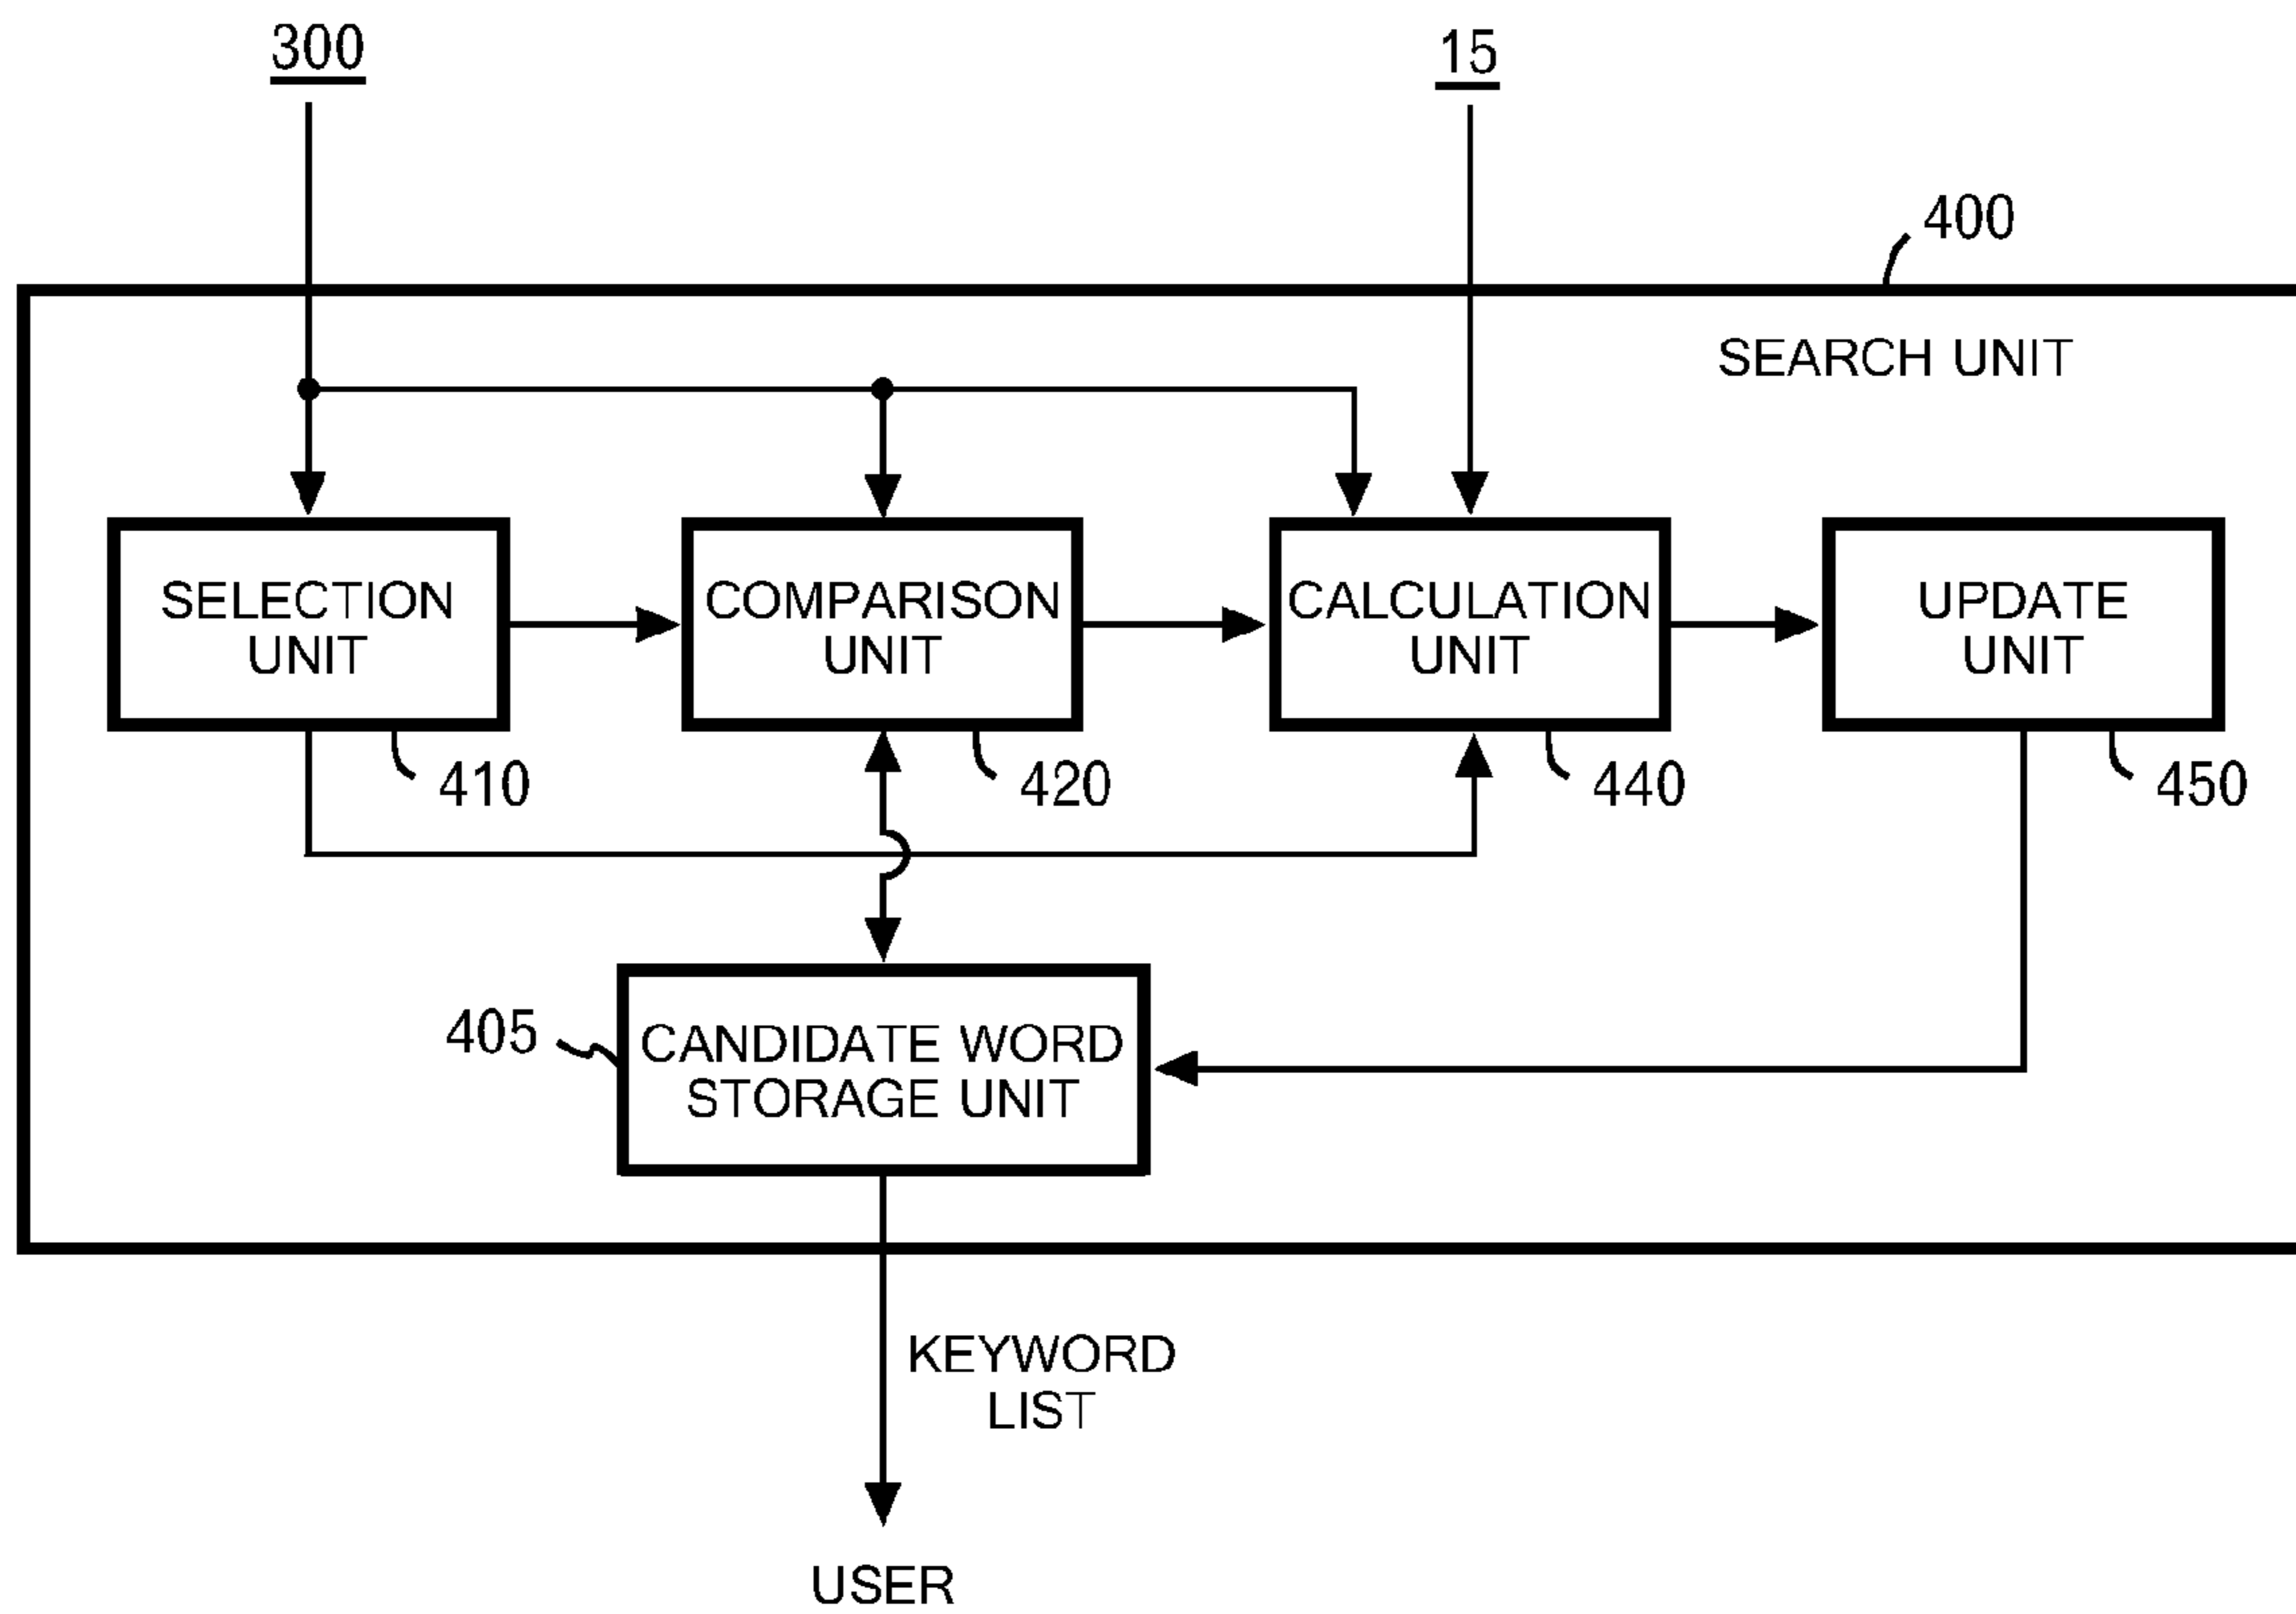 300
15
400
SEARCH UNIT
SELECTION
UNIT
COMPARISON
UNIT
CALCULATION
UNIT
UPDATE
UNIT
410
420
440
450
405
CANDIDATE WORD
STORAGE UNIT
KEYWORD
LIST
USER